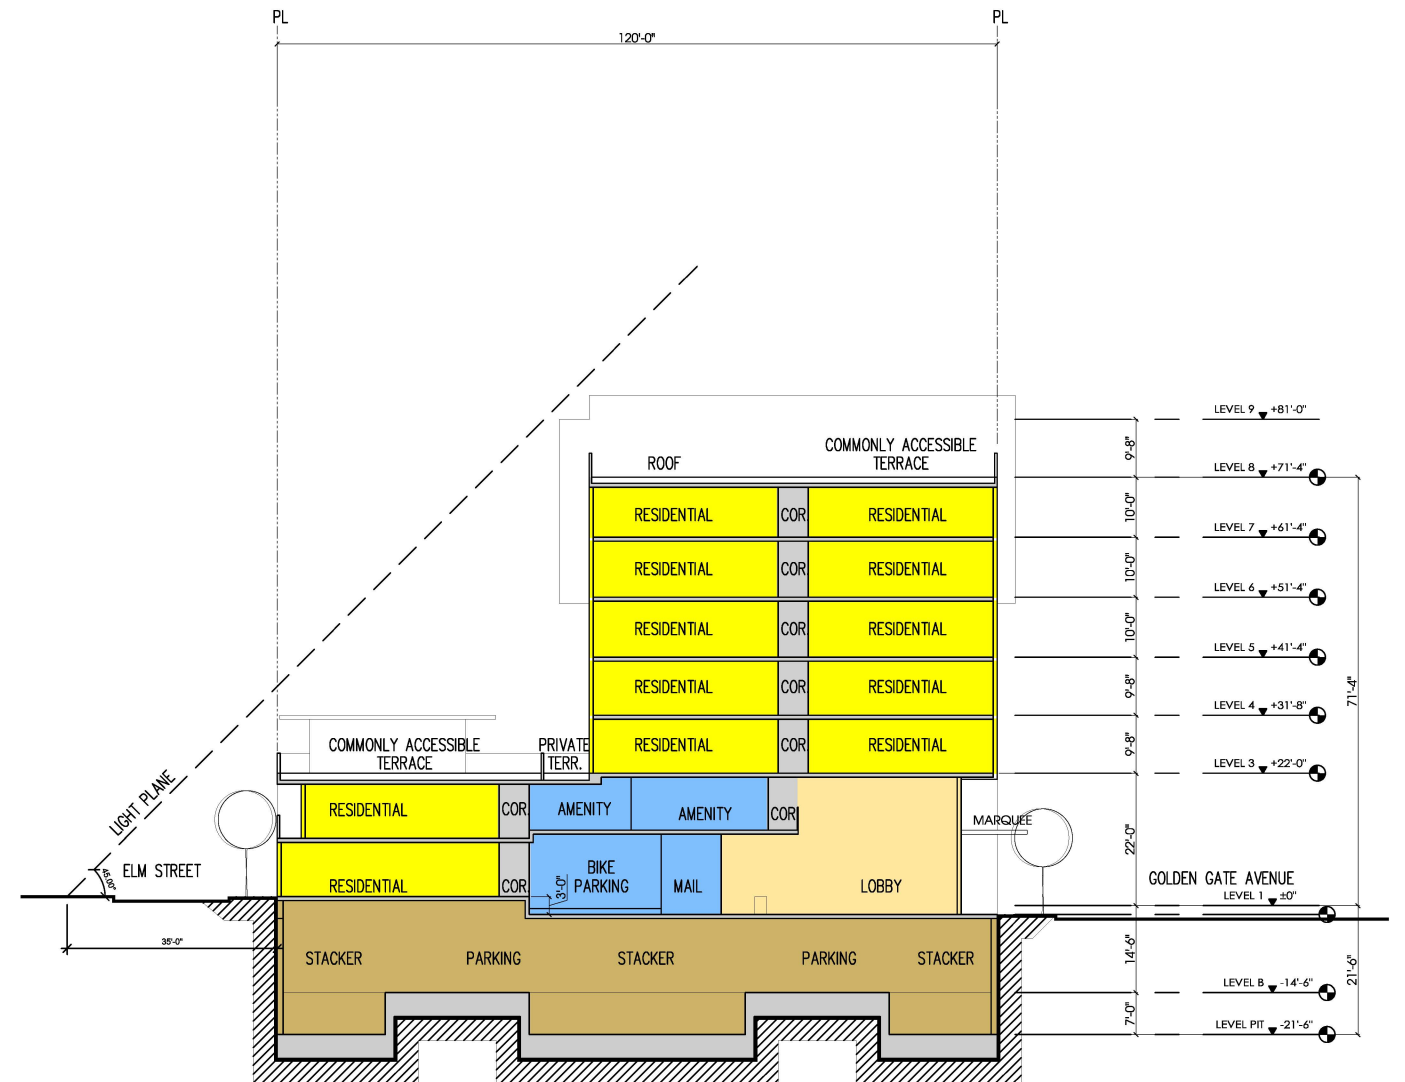 PL
PL
120'-0"
LEVEL 9 +81'-0"
9'-8"
COMMONLY ACCESSIBLE
TERRACE
ROOF
LEVEL 8 +71'-4"
RESIDENTIAL COR. RESIDENTIAL
10'-0"
LEVEL 7 +61'-4"
RESIDENTIAL COR. RESIDENTIAL
10'-0"
LEVEL 6 +51'-4"
RESIDENTIAL COR. RESIDENTIAL
10'-0"
LEVEL 5 +41'-4"
RESIDENTIAL COR. RESIDENTIAL
9'-8"
71'-4"
LEVEL 4 +31'-8"
RESIDENTIAL COR. RESIDENTIAL
9'-8"
COMMONLY ACCESSIBLE
TERRACE
PRIVATE
TERR.
LEVEL 3 +22'-0"
LIGHT PLANE
RESIDENTIAL COR. AMENITY AMENITY COR.
MARQUEE
22'-0"
ELM STREET
45.00°
RESIDENTIAL COR.
BIKE
PARKING
3'-0"
MAIL
LOBBY
GOLDEN GATE AVENUE
LEVEL 1 ±0"
35'-0"
STACKER PARKING STACKER PARKING STACKER
14'-6"
21'-6"
LEVEL B -14'-6"
7'-0"
LEVEL PIT -21'-6"